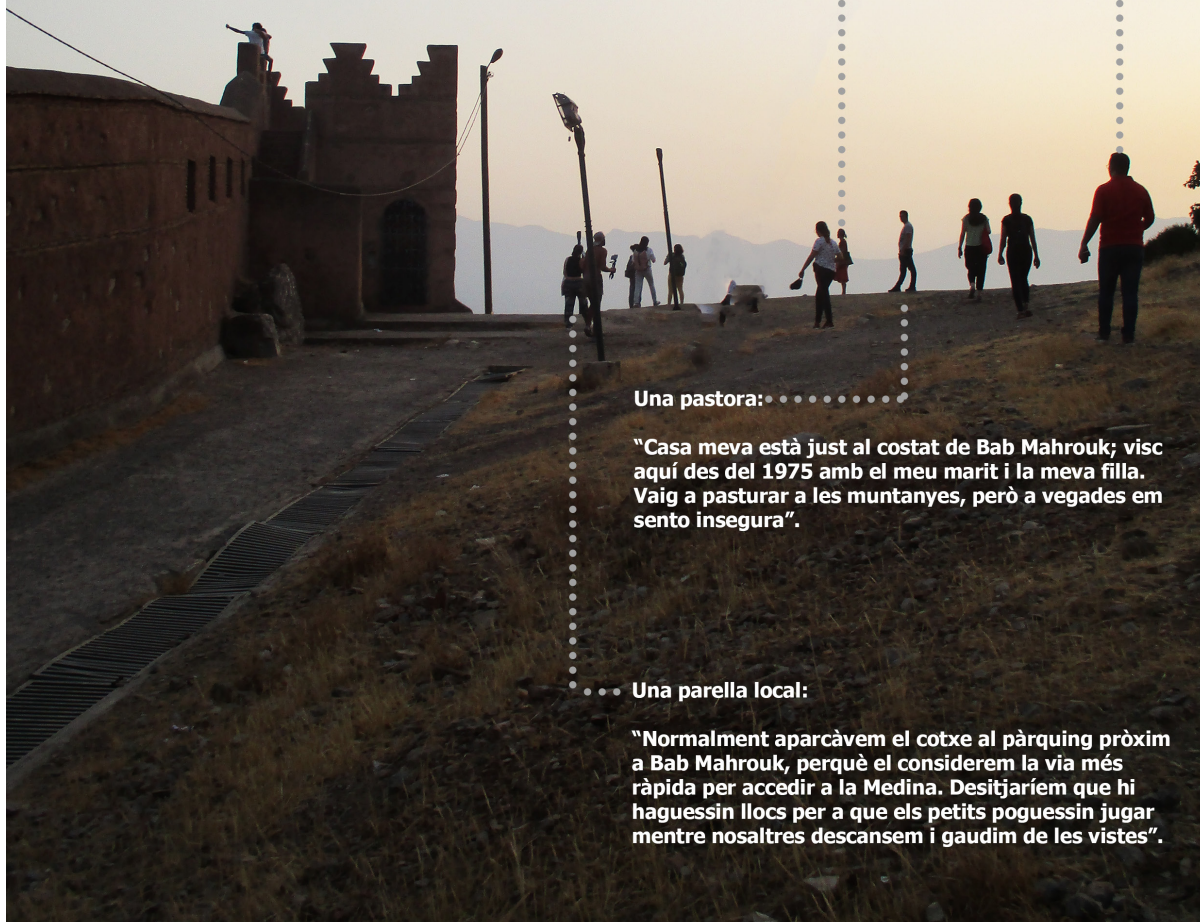 Una pastora:
“Casa meva està just al costat de Bab Mahrouk; visc
aquí des del 1975 amb el meu marit i la meva filla.
Vaig a pasturar a les muntanyes, però a vegades em
sento insegura”.
Una parella local:
“Normalment aparcàvem el cotxe al pàrquing pròxim
a Bab Mahrouk, perquè el considerem la via més
ràpida per accedir a la Medina. Desitjaríem que hi
haguessin llocs per a que els petits poguessin jugar
mentre nosaltres descansem i gaudim de les vistes”.